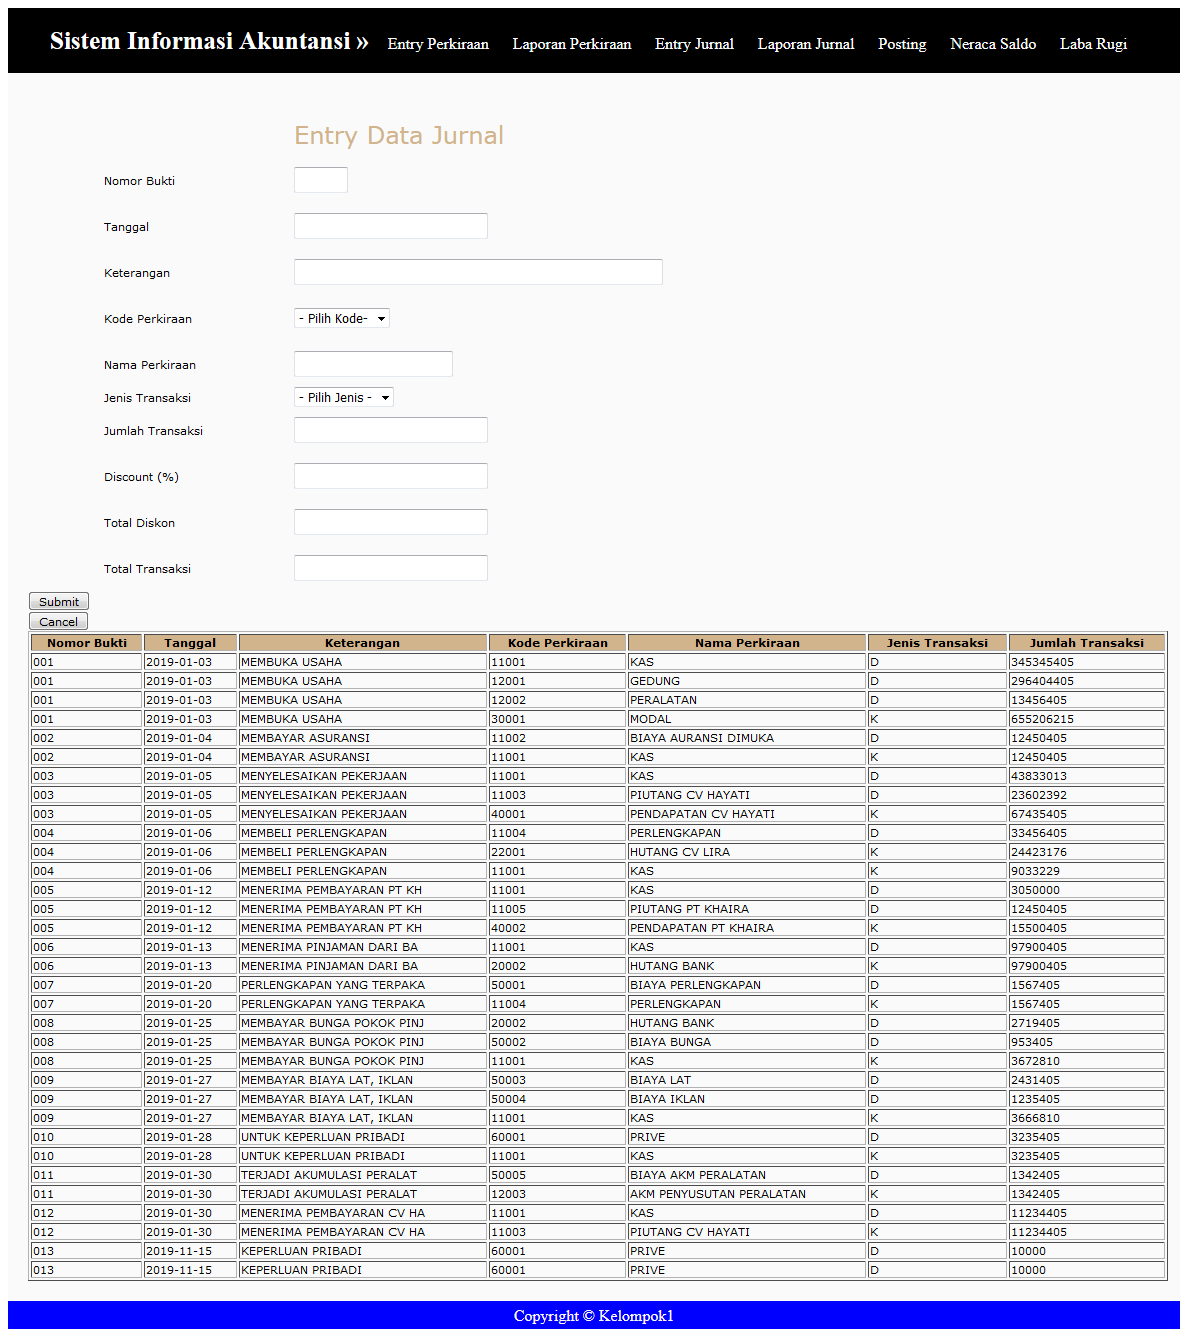 Sistem Informasi Akuntansi » Entry Perkiraan Laporan Perkiraan Entry Jurnal Laporan Jurnal Posting Neraca Saldo Laba Rugi
Entry Data Jurnal
Nomor Bukti
Tanggal
Keterangan
Kode Perkiraan - Pilih Kode-
Nama Perkiraan
Jenis Transaksi - Pilih Jenis -
Jumlah Transaksi
Discount (%)
Total Diskon
Total Transaksi
Submit
Cancel
Nomor Bukti Tanggal Keterangan Kode Perkiraan Nama Perkiraan Jenis Transaksi Jumlah Transaksi
001 2019-01-03 MEMBUKA USAHA 11001 KAS D 345345405
001 2019-01-03 MEMBUKA USAHA 12001 GEDUNG D 296404405
001 2019-01-03 MEMBUKA USAHA 12002 PERALATAN D 13456405
001 2019-01-03 MEMBUKA USAHA 30001 MODAL K 655206215
002 2019-01-04 MEMBAYAR ASURANSI 11002 BIAYA AURANSI DIMUKA D 12450405
002 2019-01-04 MEMBAYAR ASURANSI 11001 KAS K 12450405
003 2019-01-05 MENYELESAIKAN PEKERJAAN 11001 KAS D 43833013
003 2019-01-05 MENYELESAIKAN PEKERJAAN 11003 PIUTANG CV HAYATI D 23602392
003 2019-01-05 MENYELESAIKAN PEKERJAAN 40001 PENDAPATAN CV HAYATI K 67435405
004 2019-01-06 MEMBELI PERLENGKAPAN 11004 PERLENGKAPAN D 33456405
004 2019-01-06 MEMBELI PERLENGKAPAN 22001 HUTANG CV LIRA K 24423176
004 2019-01-06 MEMBELI PERLENGKAPAN 11001 KAS K 9033229
005 2019-01-12 MENERIMA PEMBAYARAN PT KH 11001 KAS D 3050000
005 2019-01-12 MENERIMA PEMBAYARAN PT KH 11005 PIUTANG PT KHAIRA D 12450405
005 2019-01-12 MENERIMA PEMBAYARAN PT KH 40002 PENDAPATAN PT KHAIRA K 15500405
006 2019-01-13 MENERIMA PINJAMAN DARI BA 11001 KAS D 97900405
006 2019-01-13 MENERIMA PINJAMAN DARI BA 20002 HUTANG BANK K 97900405
007 2019-01-20 PERLENGKAPAN YANG TERPAKA 50001 BIAYA PERLENGKAPAN D 1567405
007 2019-01-20 PERLENGKAPAN YANG TERPAKA 11004 PERLENGKAPAN K 1567405
008 2019-01-25 MEMBAYAR BUNGA POKOK PINJ 20002 HUTANG BANK D 2719405
008 2019-01-25 MEMBAYAR BUNGA POKOK PINJ 50002 BIAYA BUNGA D 953405
008 2019-01-25 MEMBAYAR BUNGA POKOK PINJ 11001 KAS K 3672810
009 2019-01-27 MEMBAYAR BIAYA LAT, IKLAN 50003 BIAYA LAT D 2431405
009 2019-01-27 MEMBAYAR BIAYA LAT, IKLAN 50004 BIAYA IKLAN D 1235405
009 2019-01-27 MEMBAYAR BIAYA LAT, IKLAN 11001 KAS K 3666810
010 2019-01-28 UNTUK KEPERLUAN PRIBADI 60001 PRIVE D 3235405
010 2019-01-28 UNTUK KEPERLUAN PRIBADI 11001 KAS K 3235405
011 2019-01-30 TERJADI AKUMULASI PERALAT 50005 BIAYA AKM PERALATAN D 1342405
011 2019-01-30 TERJADI AKUMULASI PERALAT 12003 AKM PENYUSUTAN PERALATAN K 1342405
012 2019-01-30 MENERIMA PEMBAYARAN CV HA 11001 KAS D 11234405
012 2019-01-30 MENERIMA PEMBAYARAN CV HA 11003 PIUTANG CV HAYATI K 11234405
013 2019-11-15 KEPERLUAN PRIBADI 60001 PRIVE D 10000
013 2019-11-15 KEPERLUAN PRIBADI 60001 PRIVE D 10000
Copyright © Kelompok1